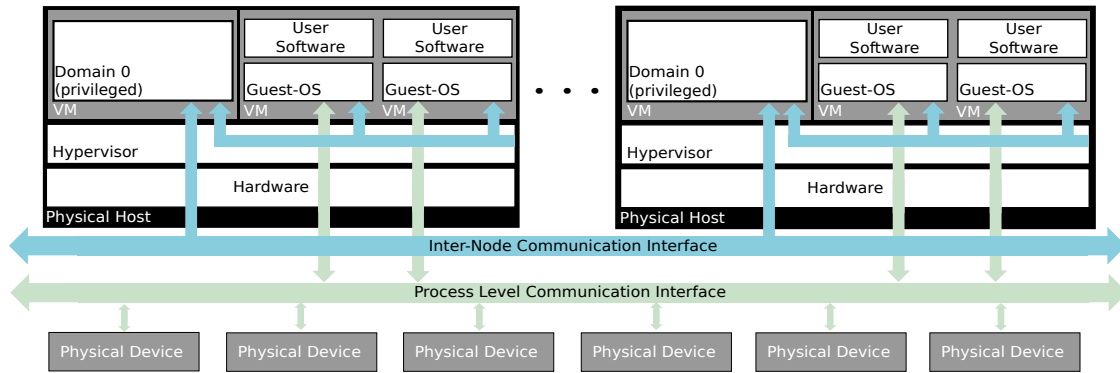 User
Software
User
Software
Domain 0
(privileged)
VM
Guest-OS
VM
Guest-OS
VM
Hypervisor
Hardware
Physical Host
. . .
User
Software
User
Software
Domain 0
(privileged)
VM
Guest-OS
VM
Guest-OS
VM
Hypervisor
Hardware
Physical Host
Inter-Node Communication Interface
Process Level Communication Interface
Physical Device
Physical Device
Physical Device
Physical Device
Physical Device
Physical Device